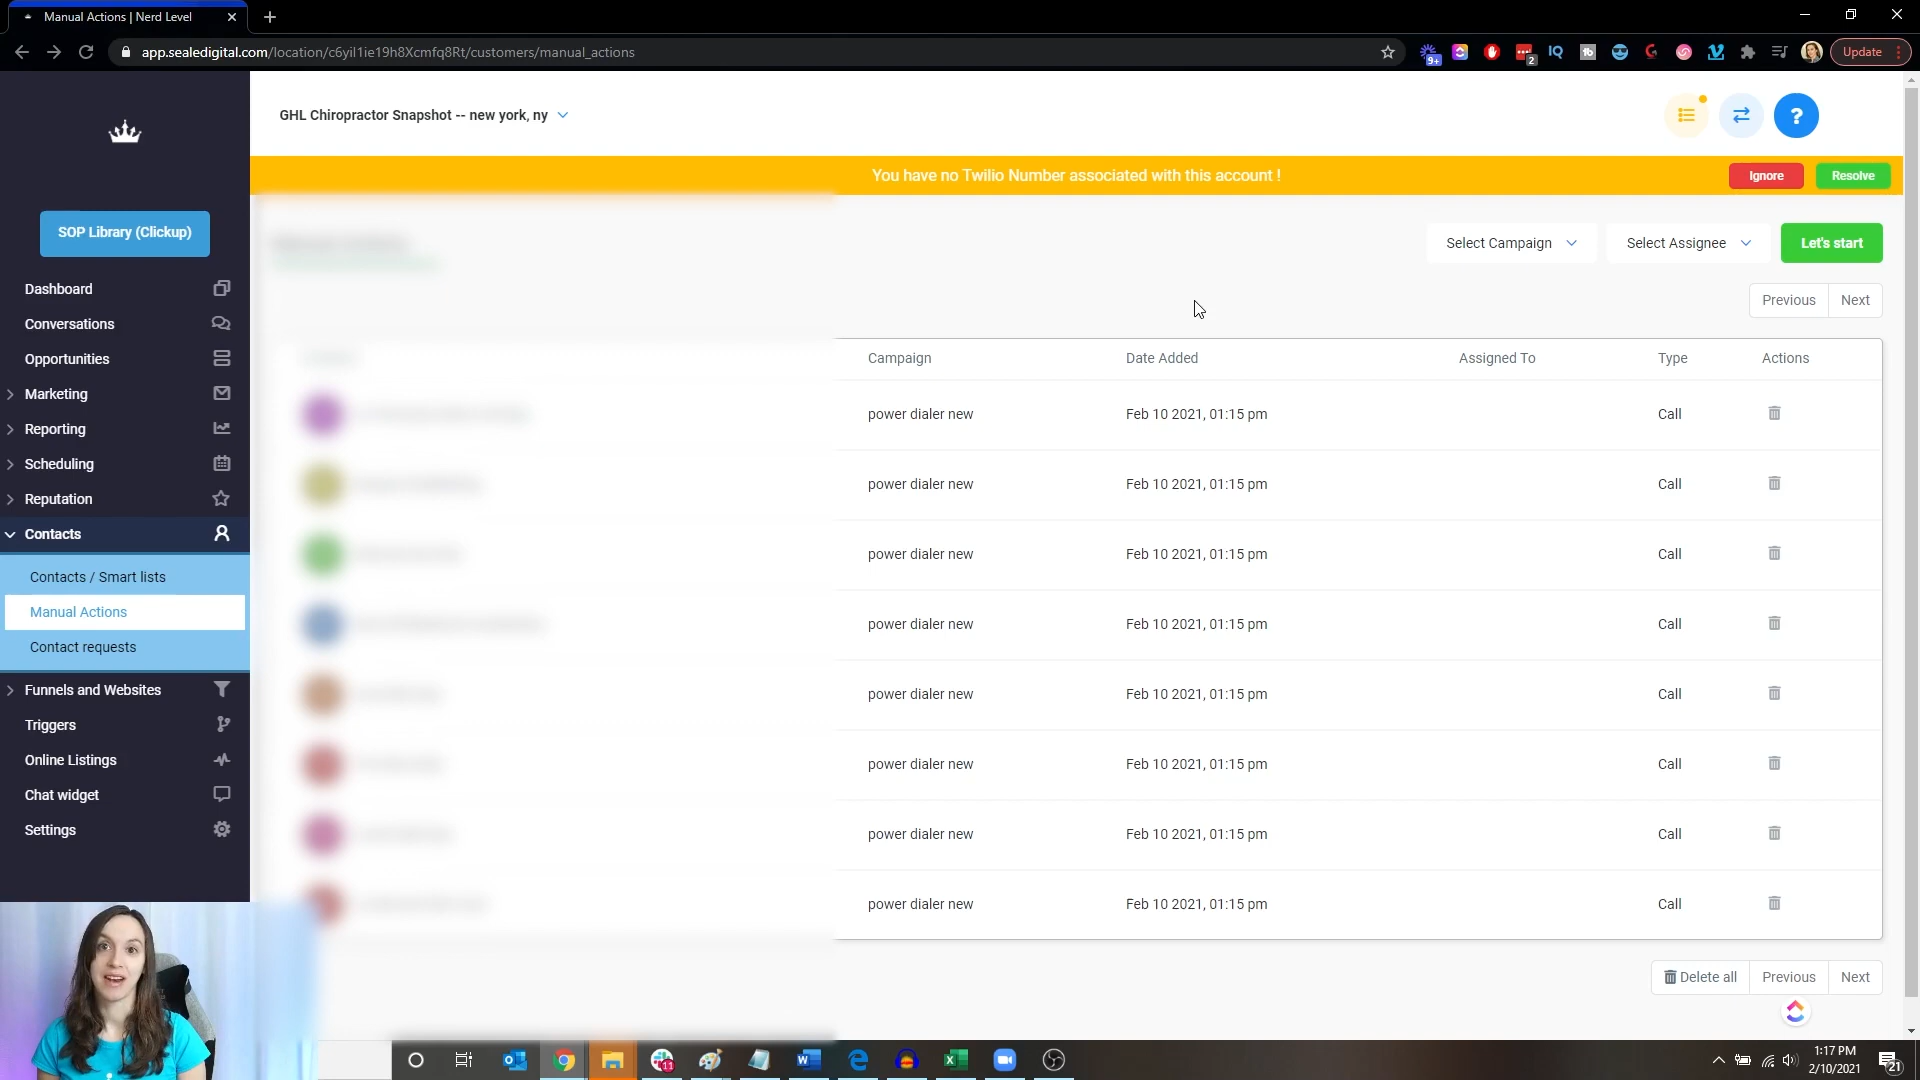 Manual Actions | Nerd Level
app.sealedigital.com/location/c6yil1ie19h8Xcmfq8Rt/customers/manual_actions
9+
2
IQ
Update
GHL Chiropractor Snapshot -- new york, ny
?
You have no Twilio Number associated with this account !
Ignore
Resolve
SOP Library (Clickup)
Dashboard
Conversations
Opportunities
Marketing
Reporting
Scheduling
Reputation
Contacts
Contacts / Smart lists
Manual Actions
Contact requests
Funnels and Websites
Triggers
Online Listings
Chat widget
Settings
Select Campaign
Select Assignee
Let's start
Previous
Next
Campaign Date Added Assigned To Type Actions
power dialer new Feb 10 2021, 01:15 pm Call
power dialer new Feb 10 2021, 01:15 pm Call
power dialer new Feb 10 2021, 01:15 pm Call
power dialer new Feb 10 2021, 01:15 pm Call
power dialer new Feb 10 2021, 01:15 pm Call
power dialer new Feb 10 2021, 01:15 pm Call
power dialer new Feb 10 2021, 01:15 pm Call
power dialer new Feb 10 2021, 01:15 pm Call
Delete all
Previous
Next
11
1:17 PM
2/10/2021
21